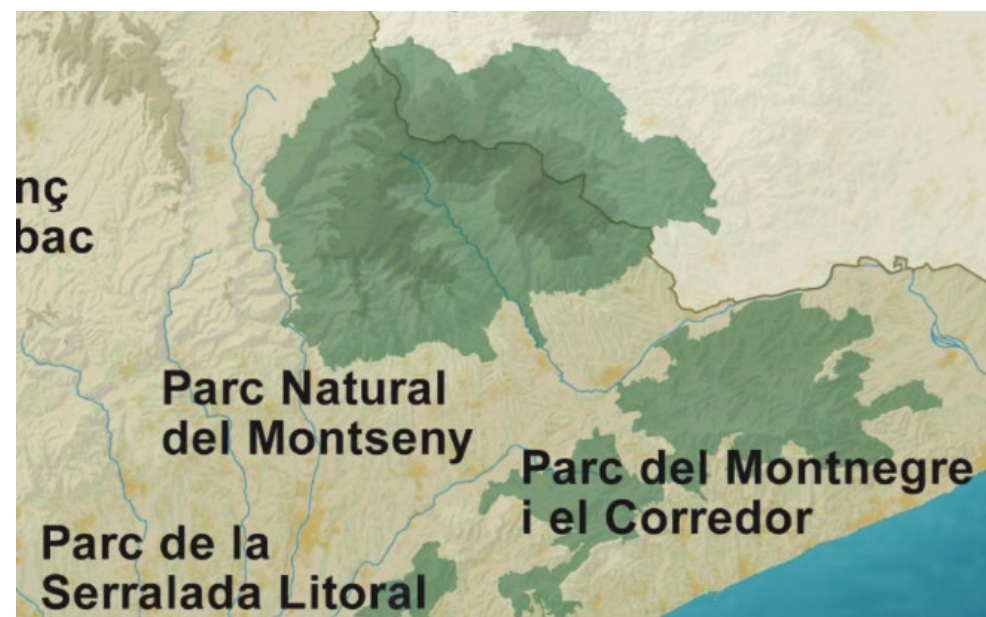 nç
bac
Parc Natural
del Montseny
Parc del Montnegre
i el Corredor
Parc de la
Serralada Litoral